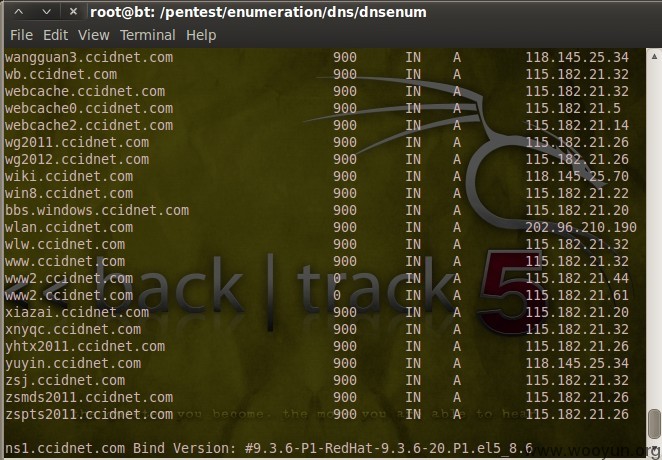 root@bt: /pentest/enumeration/dns/dnsenum
File Edit View Terminal Help
wangguan3.ccidnet.com 900 IN A 118.145.25.34
wb.ccidnet.com 900 IN A 115.182.21.32
webcache.ccidnet.com 900 IN A 115.182.21.32
webcache0.ccidnet.com 900 IN A 115.182.21.5
webcache2.ccidnet.com 900 IN A 115.182.21.14
wg2011.ccidnet.com 900 IN A 115.182.21.26
wg2012.ccidnet.com 900 IN A 115.182.21.26
wiki.ccidnet.com 900 IN A 118.145.25.70
win8.ccidnet.com 900 IN A 115.182.21.22
bbs.windows.ccidnet.com 900 IN A 115.182.21.20
wlan.ccidnet.com 900 IN A 202.96.210.190
wlw.ccidnet.com 900 IN A 115.182.21.32
www.ccidnet.com 900 IN A 115.182.21.32
www2.ccidnet.com 0 IN A 115.182.21.44
ww2.ccidnet.com 0 IN A 115.182.21.61
xiazai.ccidnet.com 900 IN A 115.182.21.20
xnyqc.ccidnet.com 900 IN A 115.182.21.32
yhtx2011.ccidnet.com 900 IN A 115.182.21.26
yuyin.ccidnet.com 900 IN A 118.145.25.34
zsj.ccidnet.com 900 IN A 115.182.21.32
zsmds2011.ccidnet.com 900 IN A 115.182.21.26
zspts2011.ccidnet.com 900 IN A 115.182.21.26
ns1.ccidnet.com Bind Version: #9.3.6-P1-RedHat-9.3.6-20.P1.el5_8.6
<< back | track 5
www.wooyun.org